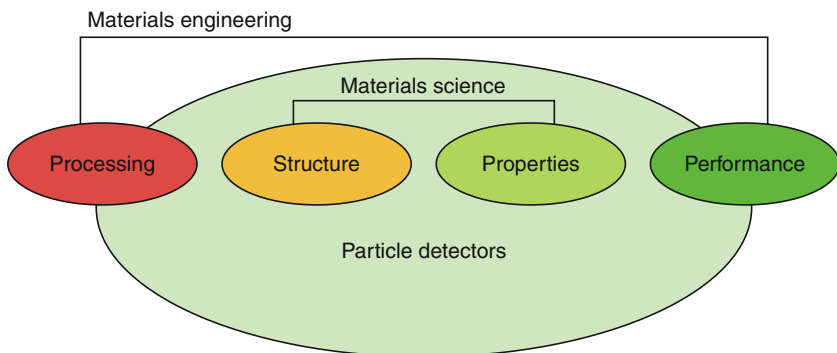 Materials engineering
Materials science
Processing
Structure
Properties
Performance
Particle detectors